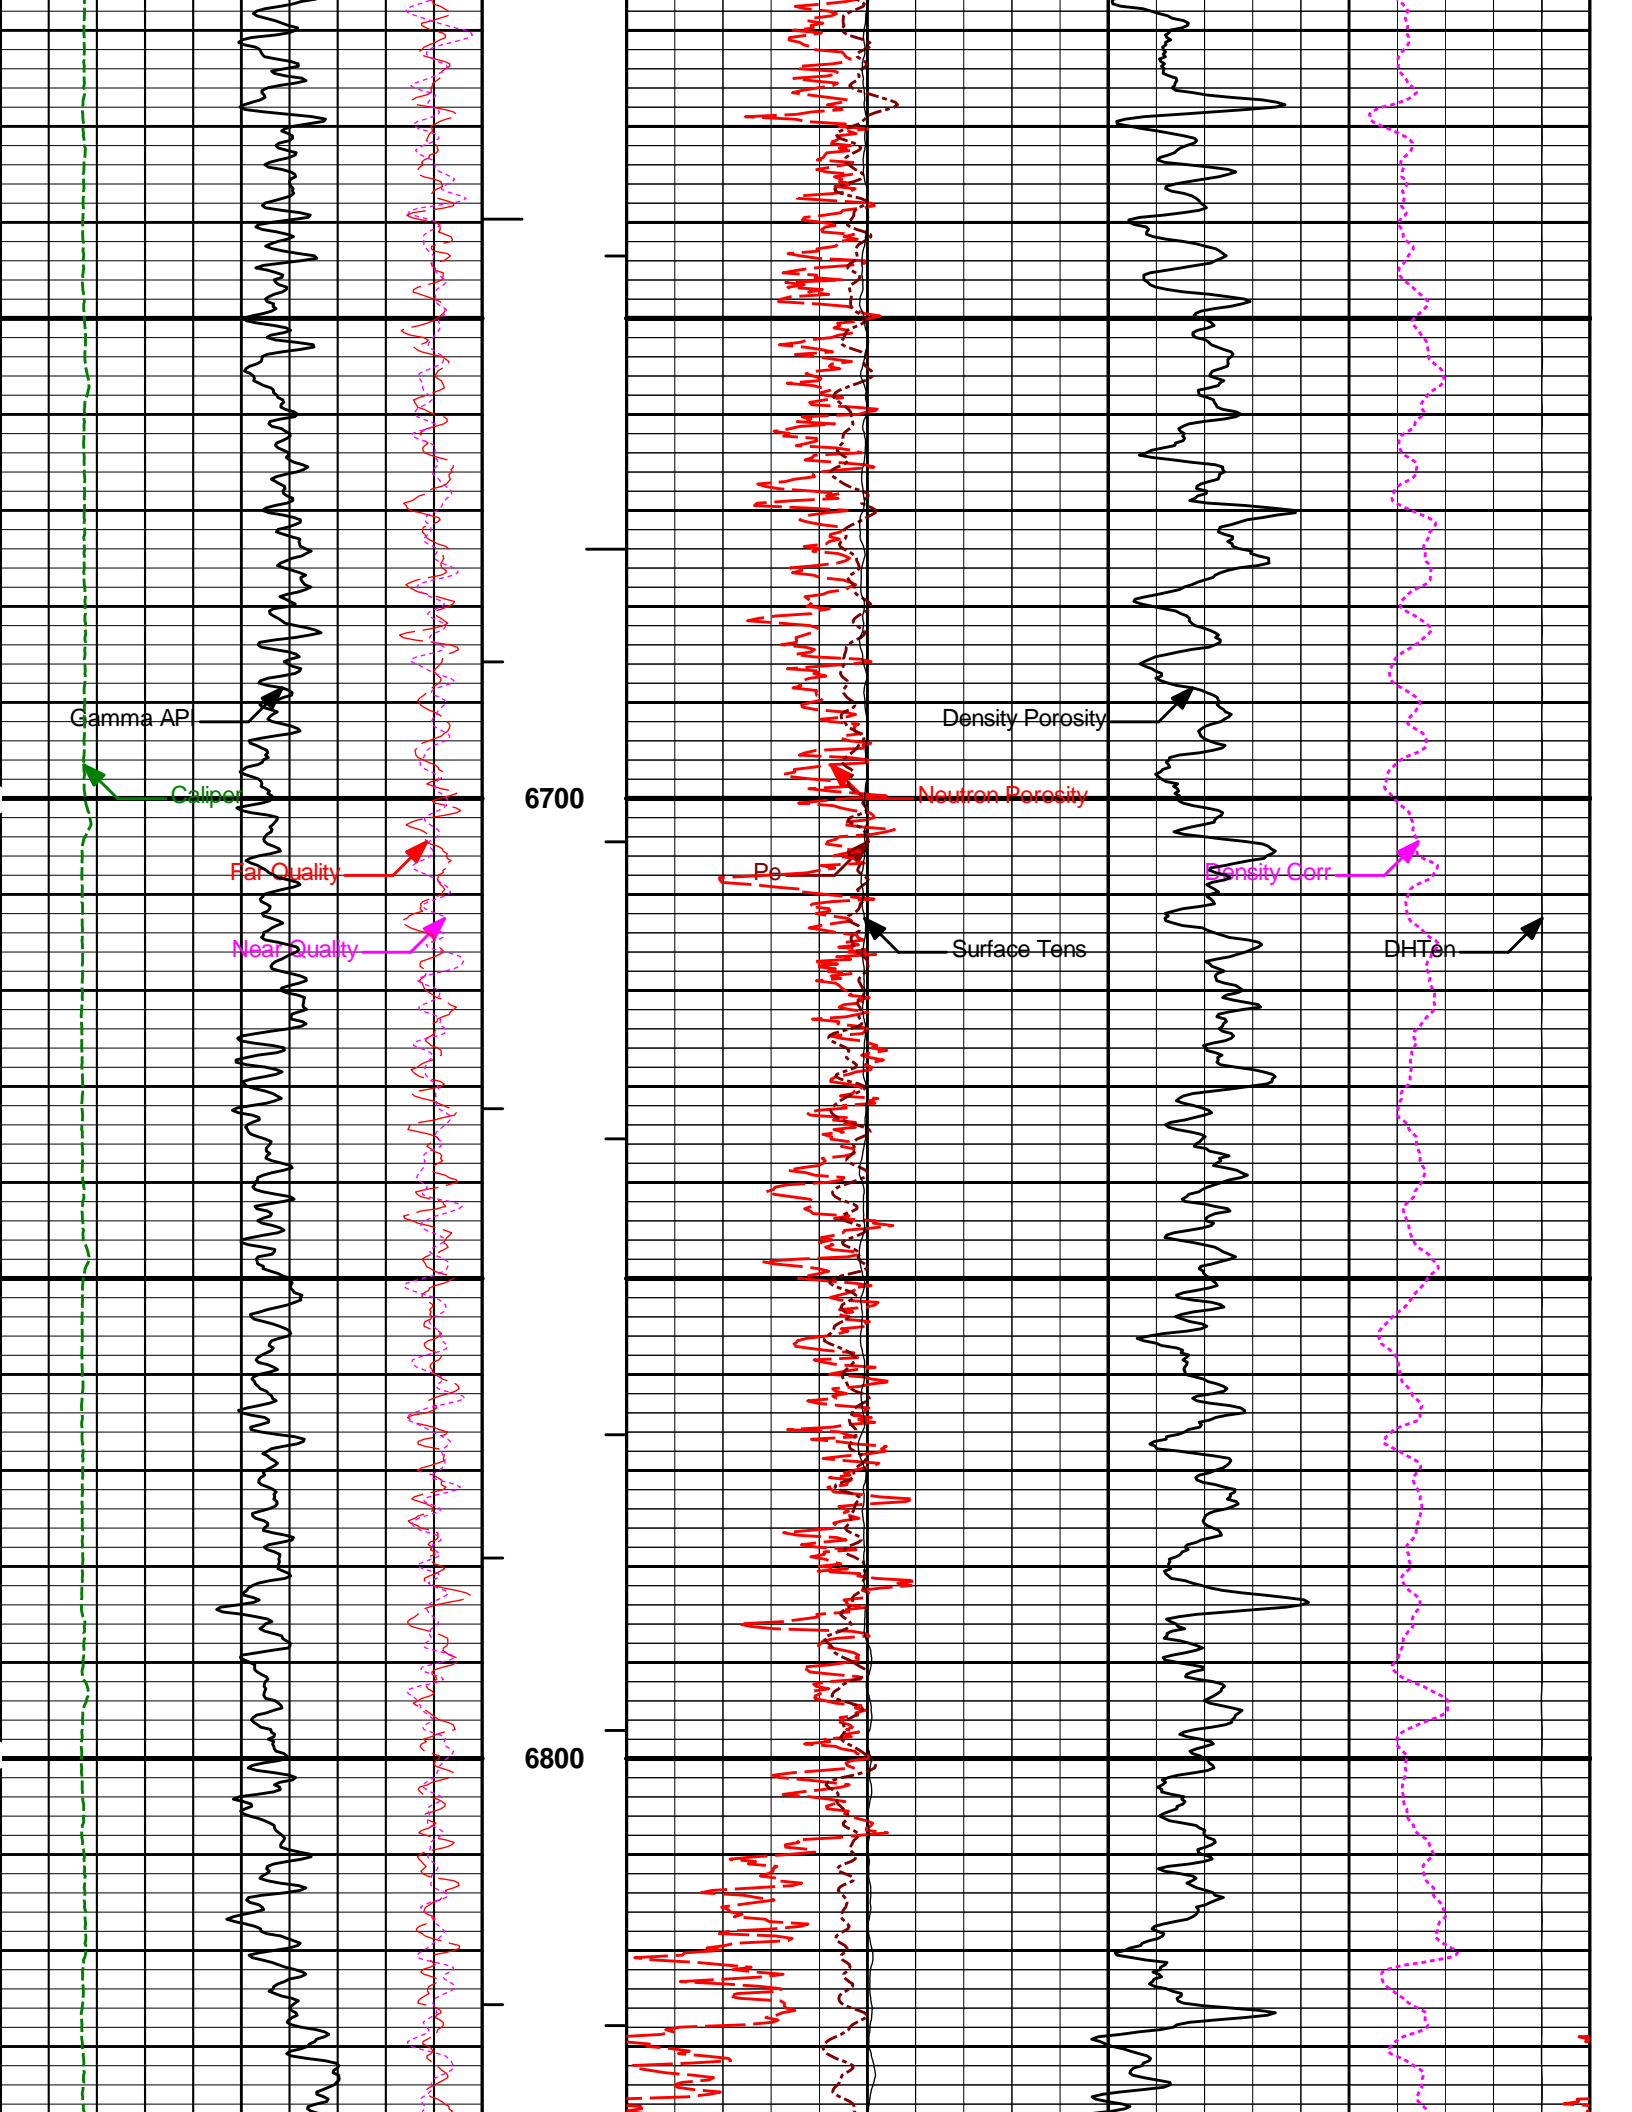 Gamma API
Density Porosity
Caliper
6700
Neutron Porosity
Far Quality
Pe
Density Corr
Near Quality
Surface Tens
DHTen
6800